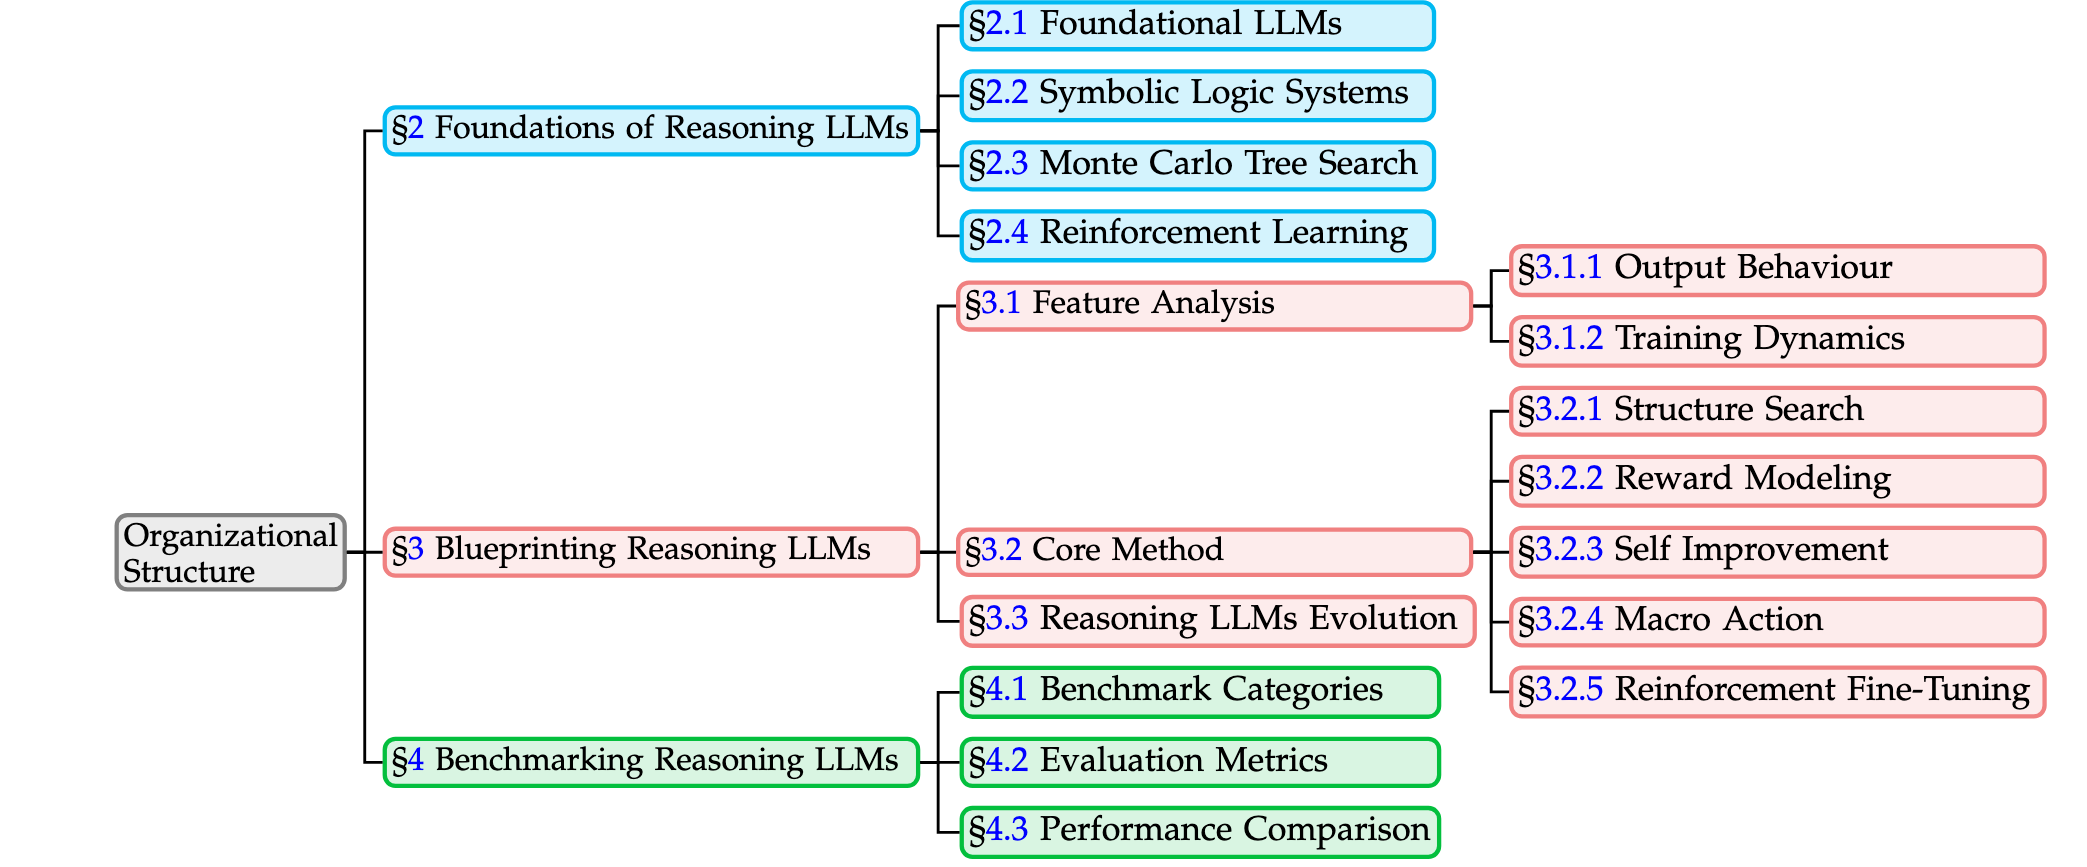 Organizational
Structure
§2 Foundations of Reasoning LLMs
§2.1 Foundational LLMs
§2.2 Symbolic Logic Systems
§2.3 Monte Carlo Tree Search
§2.4 Reinforcement Learning
§3 Blueprinting Reasoning LLMs
§3.1 Feature Analysis
§3.1.1 Output Behaviour
§3.1.2 Training Dynamics
§3.2 Core Method
§3.2.1 Structure Search
§3.2.2 Reward Modeling
§3.2.3 Self Improvement
§3.2.4 Macro Action
§3.2.5 Reinforcement Fine-Tuning
§3.3 Reasoning LLMs Evolution
§4 Benchmarking Reasoning LLMs
§4.1 Benchmark Categories
§4.2 Evaluation Metrics
§4.3 Performance Comparison